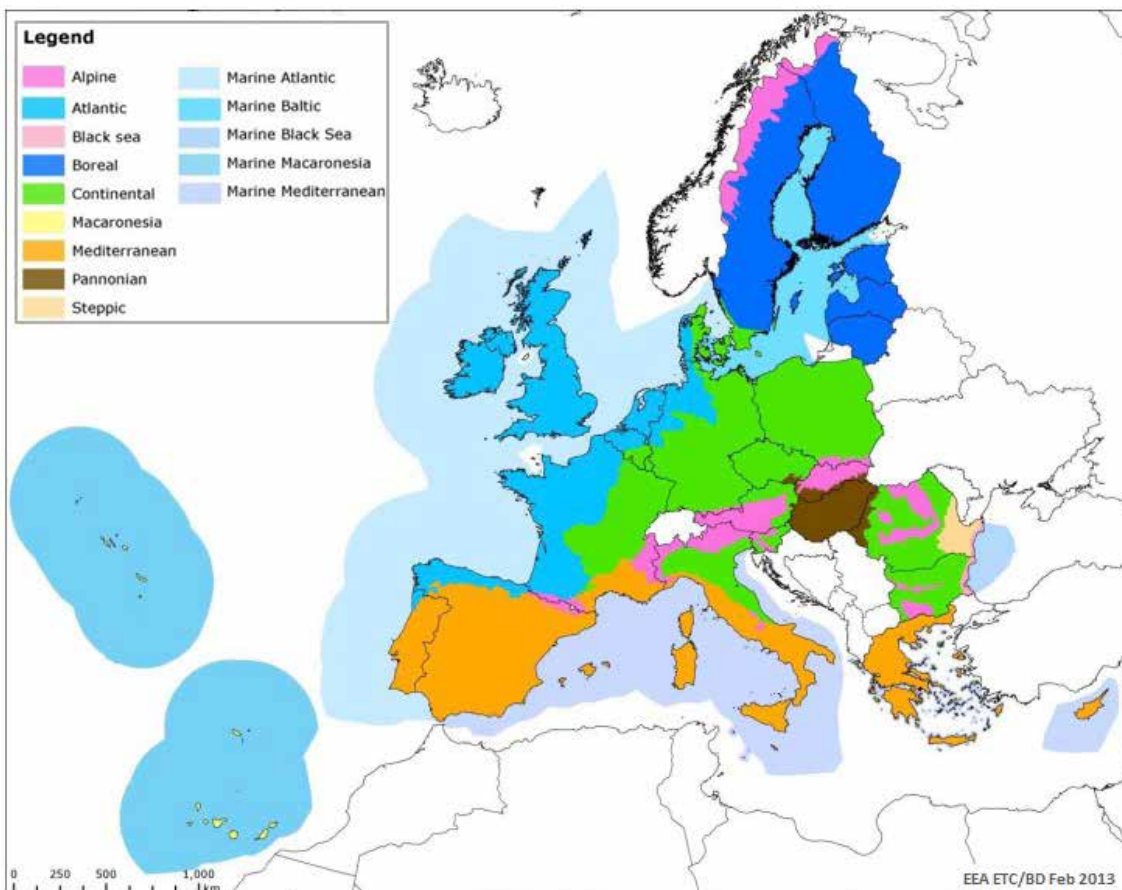 Legend
Alpine
Atlantic
Black sea
Boreal
Continental
Macaronesia
Mediterranean
Pannonian
Steppic
Marine Atlantic
Marine Baltic
Marine Black Sea
Marine Macaronesia
Marine Mediterranean
0 250 500 1,000
km
EEA ETC/BD Feb 2013